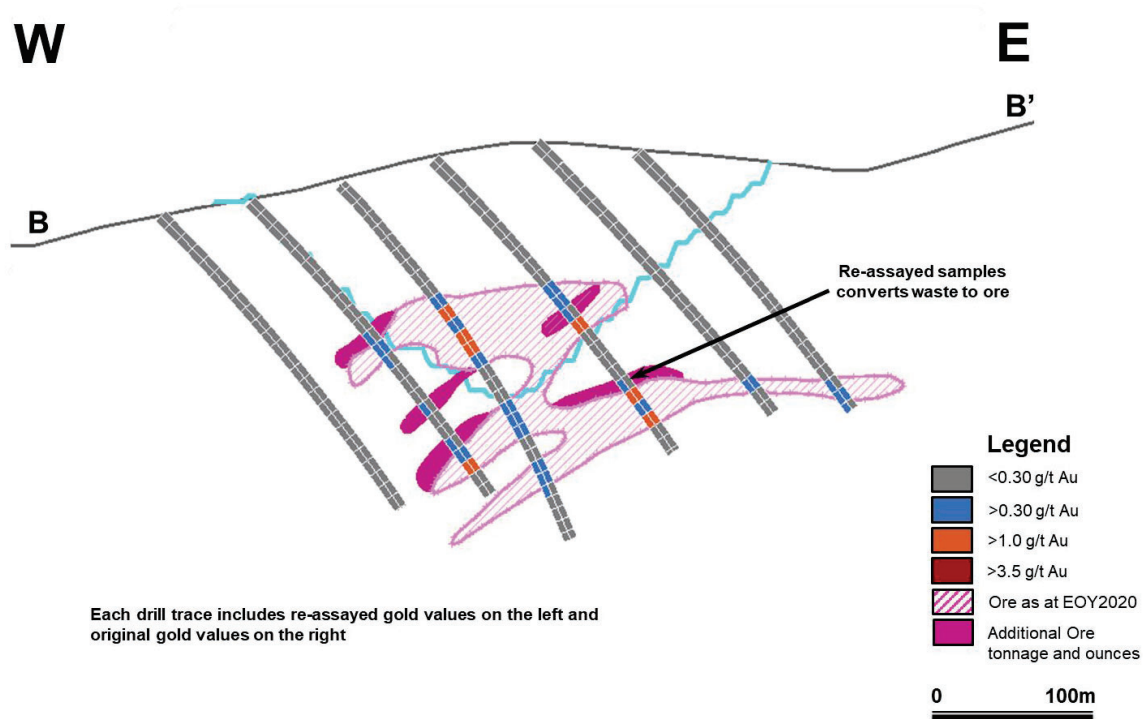 W
E
B’
B
Re-assayed samples
converts waste to ore
Legend
<0.30 g/t Au
>0.30 g/t Au
>1.0 g/t Au
>3.5 g/t Au
Ore as at EOY2020
Additional Ore
tonnage and ounces
Each drill trace includes re-assayed gold values on the left and
original gold values on the right
0 100m